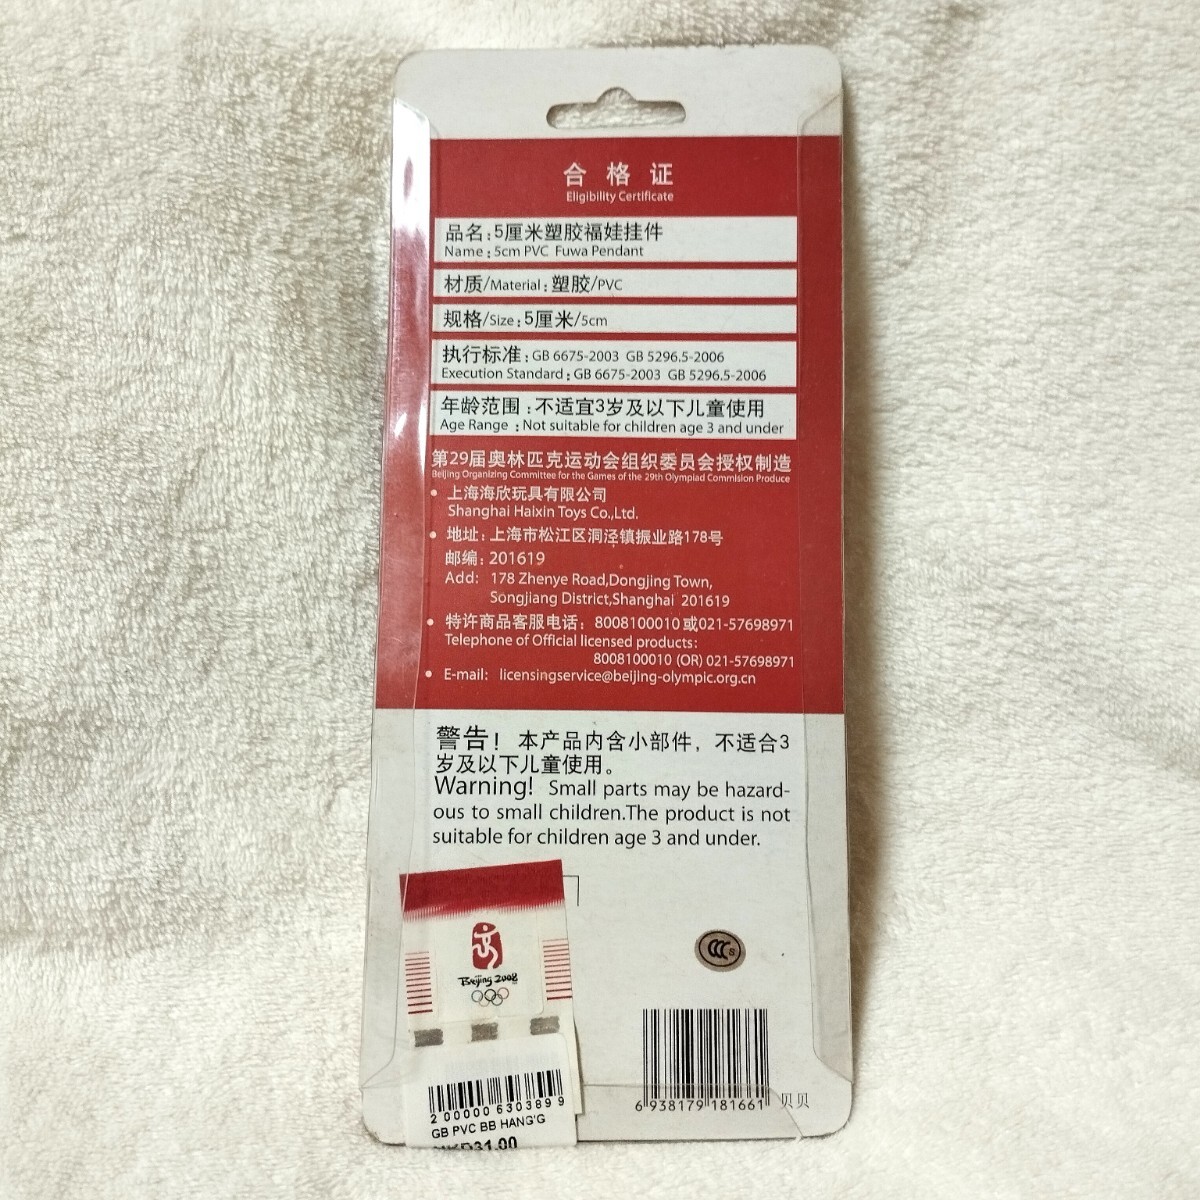 合格证
Eligibility Certificate
品名：5厘米塑胶福娃挂件
Name：5cm PVC Fuwa Pendant
材质/Material：塑胶/PVC
规格/Size：5厘米/5cm
执行标准：GB 6675-2003 GB 5296.5-2006
Execution Standard：GB 6675-2003 GB 5296.5-2006
年龄范围：不适宜3岁及以下儿童使用
Age Range ：Not suitable for children age 3 and under
第29届奥林匹克运动会组织委员会授权制造
Beijing Organizing Committee for the Games of the 29th Olympiad Commision Produce
• 上海海欣玩具有限公司
Shanghai Haixin Toys Co.,Ltd.
• 地址：上海市松江区洞泾镇振业路178号
邮编：201619
Add: 178 Zhenye Road,Dongjing Town,
Songjiang District,Shanghai 201619
• 特许商品客服电话：8008100010或021-57698971
Telephone of Official licensed products:
8008100010 (OR) 021-57698971
• E-mail: licensingservice@beijing-olympic.org.cn
警告！本产品内含小部件，不适合3
岁及以下儿童使用。
Warning! Small parts may be hazard-
ous to small children.The product is not
suitable for children age 3 and under.
Beijing 2008
CCC S
2 00000 630389 9
GB PVC BB HANG'G
HKD31.00
6 938179 181661 贝贝